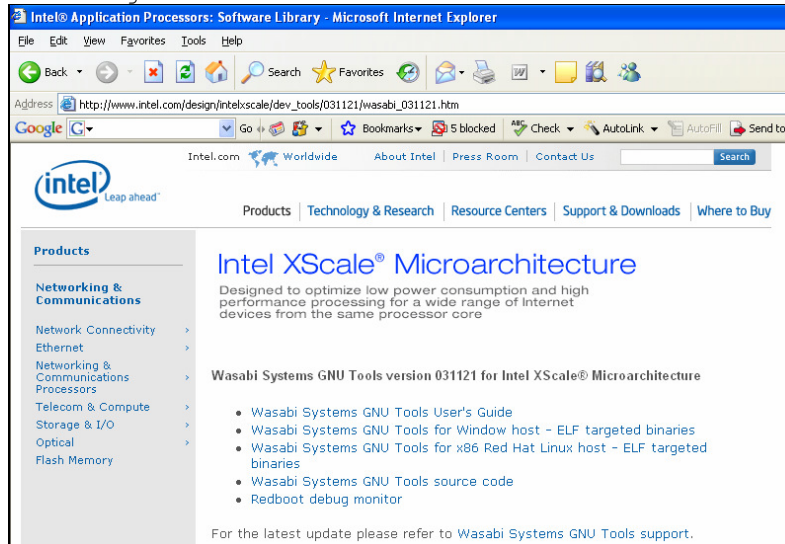 Intel® Application Processors: Software Library - Microsoft Internet Explorer
File Edit View Favorites Tools Help
Back Search Favorites
Address http://www.intel.com/design/intelxscale/dev_tools/031121/wasabi_031121.htm
Google G Go Bookmarks 5 blocked ABC Check AutoLink AutoFill Send to
Intel.com Worldwide About Intel | Press Room | Contact Us Search
intel Leap ahead™
Products | Technology & Research | Resource Centers | Support & Downloads | Where to Buy
Products
Networking &
Communications
Network Connectivity ›
Ethernet ›
Networking &
Communications ›
Processors
Telecom & Compute ›
Storage & I/O ›
Optical ›
Flash Memory
Intel XScale® Microarchitecture
Designed to optimize low power consumption and high
performance processing for a wide range of Internet
devices from the same processor core
Wasabi Systems GNU Tools version 031121 for Intel XScale® Microarchitecture
• Wasabi Systems GNU Tools User's Guide
• Wasabi Systems GNU Tools for Window host - ELF targeted binaries
• Wasabi Systems GNU Tools for x86 Red Hat Linux host - ELF targeted
binaries
• Wasabi Systems GNU Tools source code
• Redboot debug monitor
For the latest update please refer to Wasabi Systems GNU Tools support.